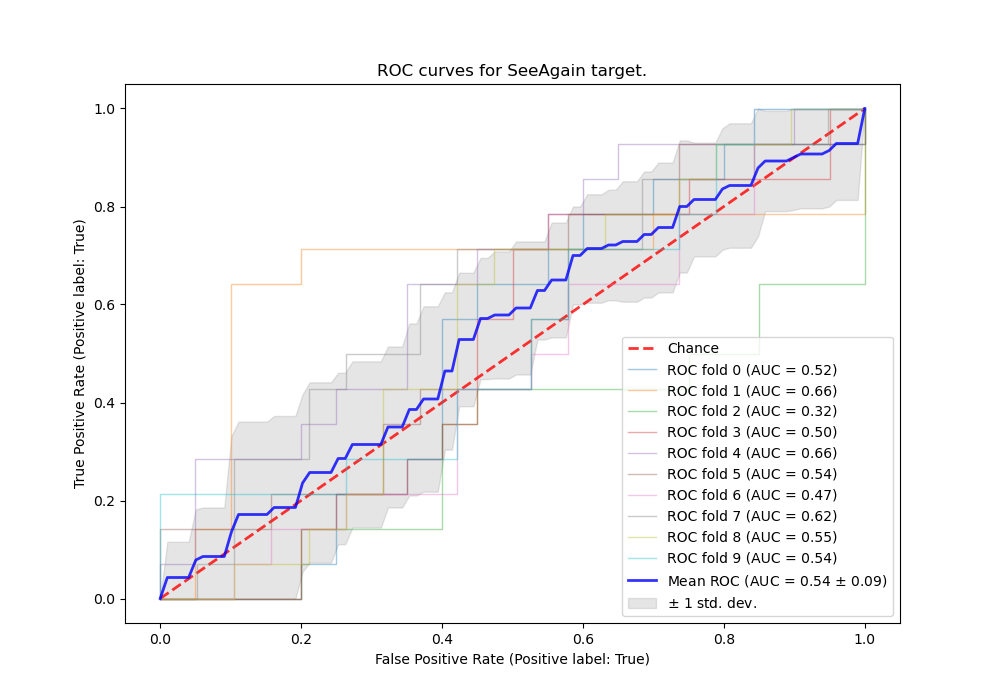 ROC curves for SeeAgain target.
True Positive Rate (Positive label: True)
1.0
0.8
0.6
0.4
0.2
0.0
Chance
ROC fold 0 (AUC = 0.52)
ROC fold 1 (AUC = 0.66)
ROC fold 2 (AUC = 0.32)
ROC fold 3 (AUC = 0.50)
ROC fold 4 (AUC = 0.66)
ROC fold 5 (AUC = 0.54)
ROC fold 6 (AUC = 0.47)
ROC fold 7 (AUC = 0.62)
ROC fold 8 (AUC = 0.55)
ROC fold 9 (AUC = 0.54)
Mean ROC (AUC = 0.54 ± 0.09)
± 1 std. dev.
0.0 0.2 0.4 0.6 0.8 1.0
False Positive Rate (Positive label: True)